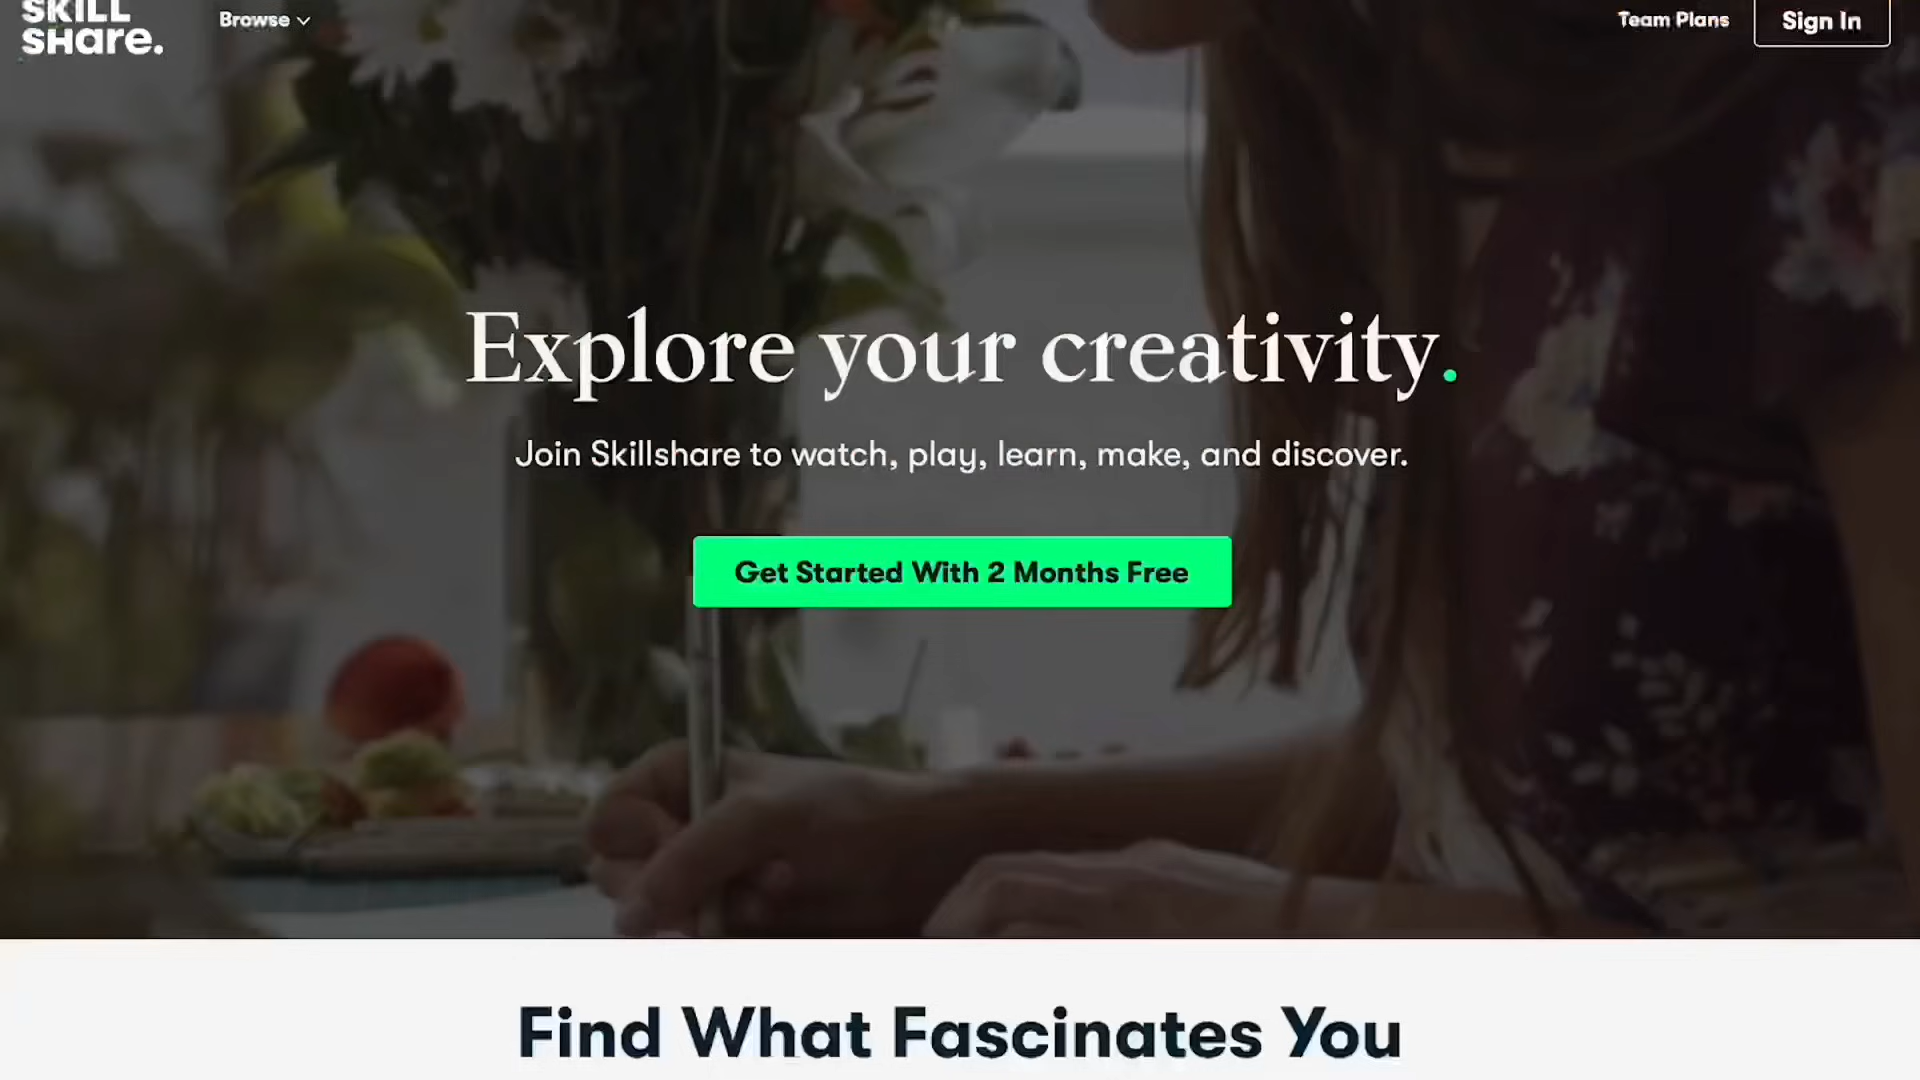 SKILL
SHare.
Browse
Team Plans
Sign In
Explore your creativity.
Join Skillshare to watch, play, learn, make, and discover.
Get Started With 2 Months Free
Find What Fascinates You